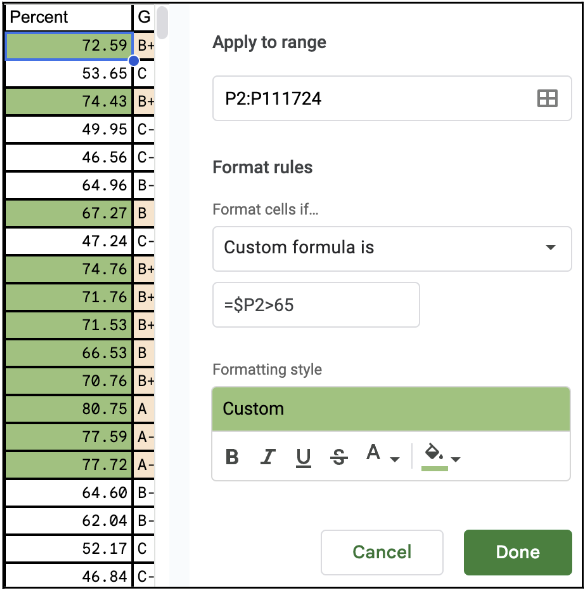 Percent G
72.59 B+
53.65 C
74.43 B+
49.95 C-
46.56 C-
64.96 B-
67.27 B
47.24 C-
74.76 B+
71.76 B+
71.53 B+
66.53 B
70.76 B+
80.75 A
77.59 A-
77.72 A-
64.60 B-
62.04 B-
52.17 C
46.84 C-
Apply to range
P2:P111724
Format rules
Format cells if…
Custom formula is
=$P2>65
Formatting style
Custom
B I U S A
Cancel Done